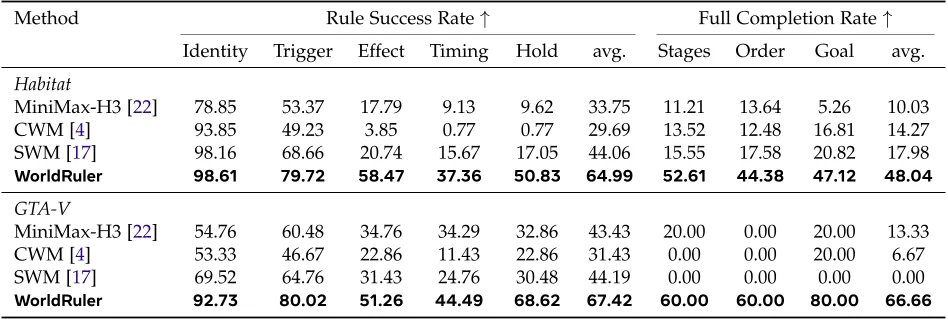 Method Rule Success Rate ↑ Full Completion Rate ↑
Identity Trigger Effect Timing Hold avg. Stages Order Goal avg.
Habitat
MiniMax-H3 [22] 78.85 53.37 17.79 9.13 9.62 33.75 11.21 13.64 5.26 10.03
CWM [4] 93.85 49.23 3.85 0.77 0.77 29.69 13.52 12.48 16.81 14.27
SWM [17] 98.16 68.66 20.74 15.67 17.05 44.06 15.55 17.58 20.82 17.98
WorldRuler 98.61 79.72 58.47 37.36 50.83 64.99 52.61 44.38 47.12 48.04
GTA-V
MiniMax-H3 [22] 54.76 60.48 34.76 34.29 32.86 43.43 20.00 0.00 20.00 13.33
CWM [4] 53.33 46.67 22.86 11.43 22.86 31.43 0.00 0.00 20.00 6.67
SWM [17] 69.52 64.76 31.43 24.76 30.48 44.19 0.00 0.00 0.00 0.00
WorldRuler 92.73 80.02 51.26 44.49 68.62 67.42 60.00 60.00 80.00 66.66